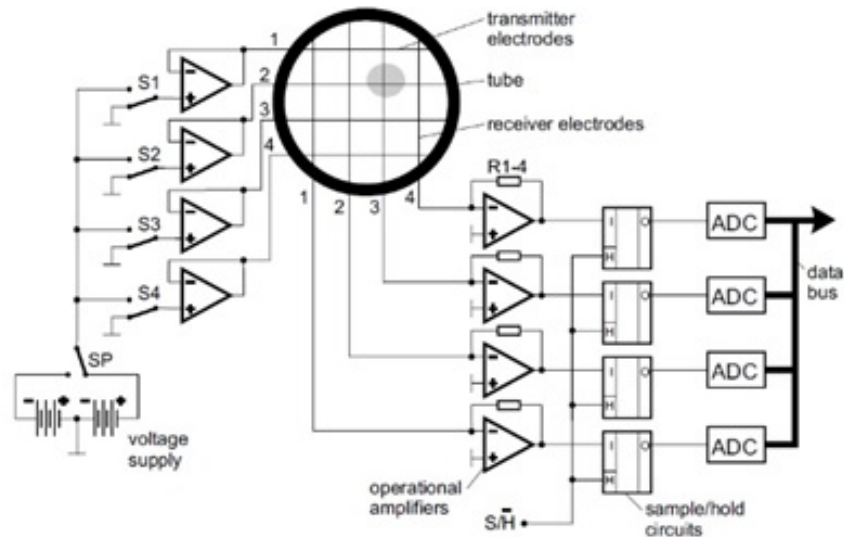 transmitter
electrodes
1
S1
2
tube
3
receiver electrodes
S2
4
R1-4
1
2
3
4
S3
I
O
ADC
H
data
bus
S4
I
O
ADC
H
SP
I
O
ADC
H
voltage
supply
I
O
ADC
H
operational
amplifiers
S/H̅
sample/hold
circuits